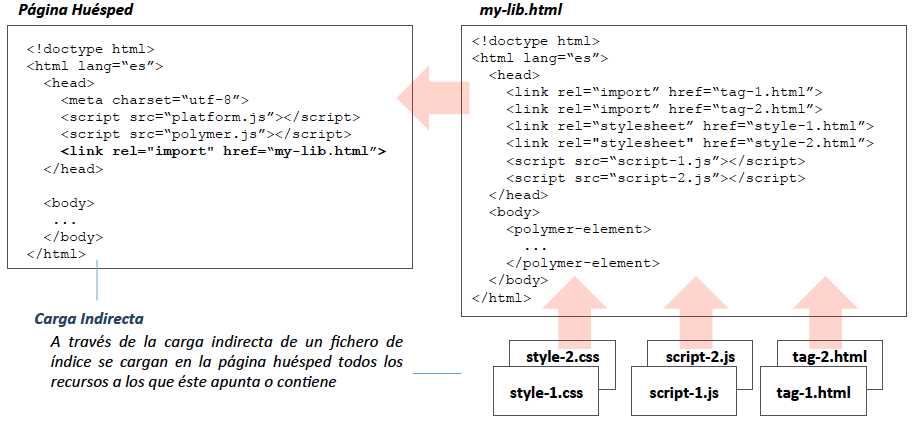 Página Huésped
<!doctype html>
<html lang=“es”>
<head>
<meta charset=“utf-8”>
<script src=“platform.js”></script>
<script src=“polymer.js”></script>
<link rel="import" href=“my-lib.html”>
</head>
<body>
...
</body>
</html>
Carga Indirecta
A través de la carga indirecta de un fichero de
índice se cargan en la página huésped todos los
recursos a los que éste apunta o contiene
my-lib.html
<!doctype html>
<html lang=“es”>
<head>
<link rel=“import” href=“tag-1.html”>
<link rel=“import” href=“tag-2.html”>
<link rel=“stylesheet” href=“style-1.html”>
<link rel="stylesheet" href=“style-2.html”>
<script src=“script-1.js”></script>
<script src=“script-2.js”></script>
</head>
<body>
<polymer-element>
...
</polymer-element>
</body>
</html>
style-2.css
script-2.js
tag-2.html
style-1.css
script-1.js
tag-1.html